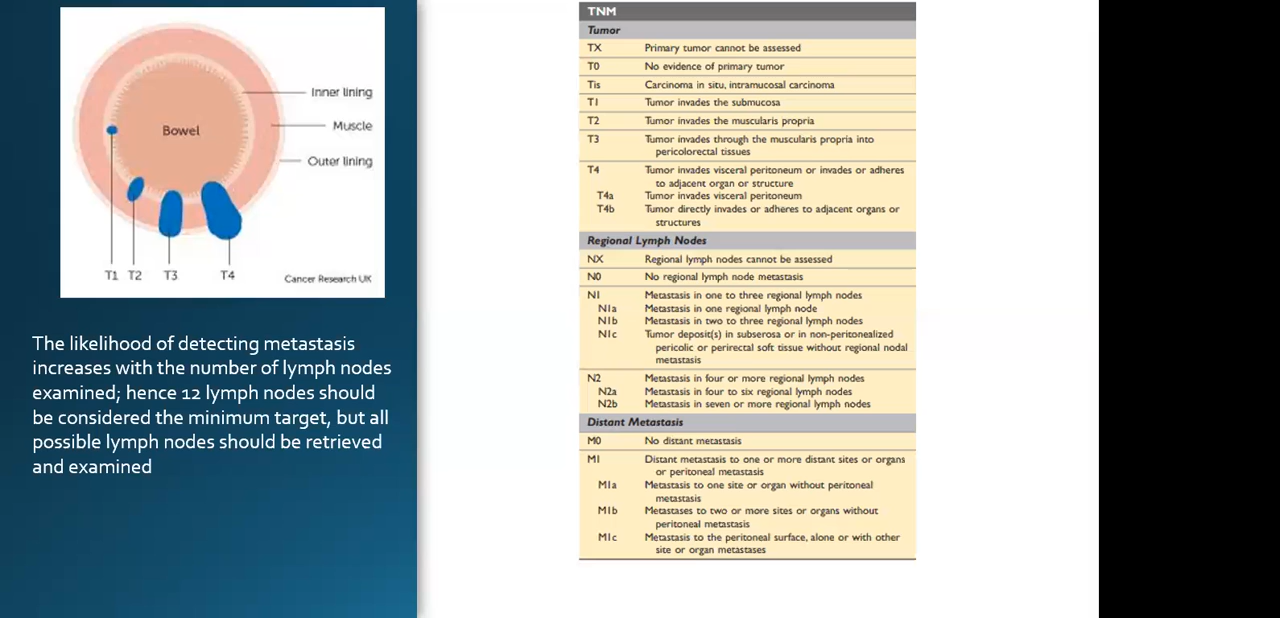 Inner lining
Bowel
Muscle
Outer lining
T1 T2 T3 T4
Cancer Research UK
The likelihood of detecting metastasis
increases with the number of lymph nodes
examined; hence 12 lymph nodes should
be considered the minimum target, but all
possible lymph nodes should be retrieved
and examined
TNM
Tumor
TX Primary tumor cannot be assessed
T0 No evidence of primary tumor
Tis Carcinoma in situ, intramucosal carcinoma
T1 Tumor invades the submucosa
T2 Tumor invades the muscularis propria
T3 Tumor invades through the muscularis propria into
pericolorectal tissues
T4 Tumor invades visceral peritoneum or invades or adheres
to adjacent organ or structure
T4a Tumor invades visceral peritoneum
T4b Tumor directly invades or adheres to adjacent organs or
structures
Regional Lymph Nodes
NX Regional lymph nodes cannot be assessed
N0 No regional lymph node metastasis
N1 Metastasis in one to three regional lymph nodes
N1a Metastasis in one regional lymph node
N1b Metastasis in two to three regional lymph nodes
N1c Tumor deposit(s) in subserosa or in non-peritonealized
pericolic or perirectal soft tissue without regional nodal
metastasis
N2 Metastasis in four or more regional lymph nodes
N2a Metastasis in four to six regional lymph nodes
N2b Metastasis in seven or more regional lymph nodes
Distant Metastasis
M0 No distant metastasis
M1 Distant metastasis to one or more distant sites or organs
or peritoneal metastasis
M1a Metastasis to one site or organ without peritoneal
metastasis
M1b Metastases to two or more sites or organs without
peritoneal metastasis
M1c Metastasis to the peritoneal surface, alone or with other
site or organ metastases